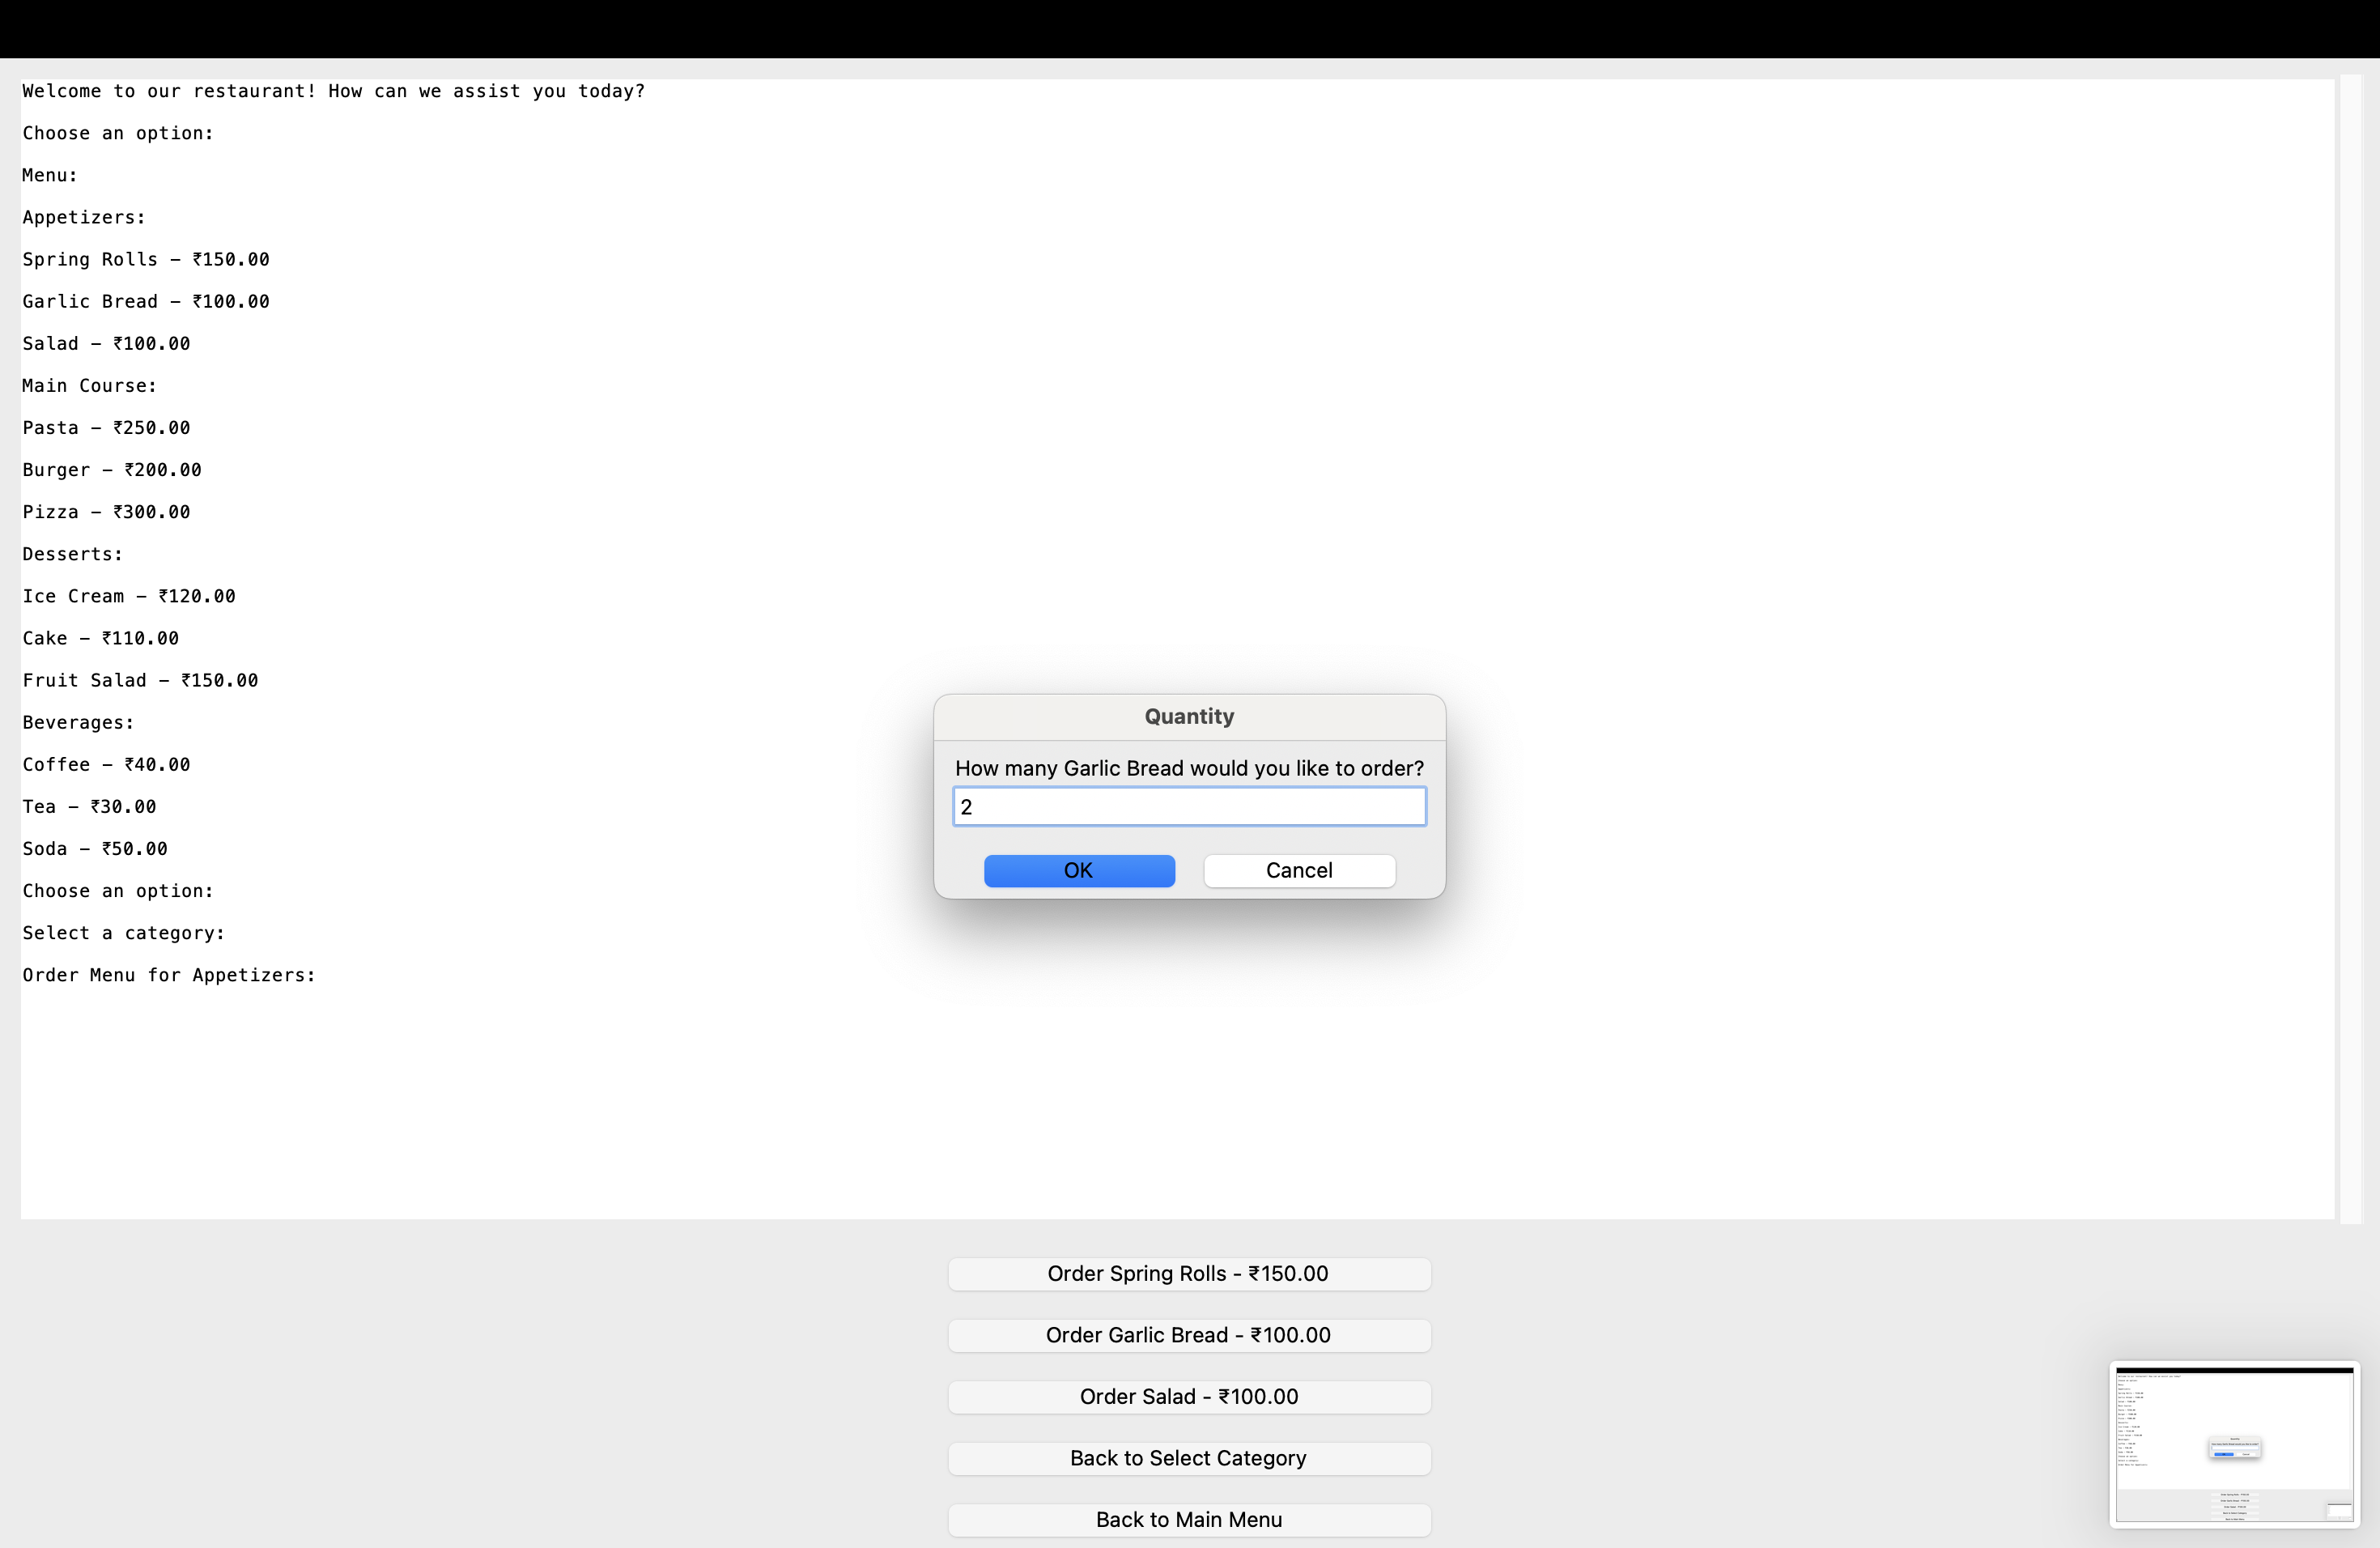 Welcome to our restaurant! How can we assist you today?
Choose an option:
Menu:
Appetizers:
Spring Rolls – ₹150.00
Garlic Bread – ₹100.00
Salad – ₹100.00
Main Course:
Pasta – ₹250.00
Burger – ₹200.00
Pizza – ₹300.00
Desserts:
Ice Cream – ₹120.00
Cake – ₹110.00
Fruit Salad – ₹150.00
Beverages:
Coffee – ₹40.00
Tea – ₹30.00
Soda – ₹50.00
Choose an option:
Select a category:
Order Menu for Appetizers:
Quantity
How many Garlic Bread would you like to order?
2
OK Cancel
Order Spring Rolls - ₹150.00
Order Garlic Bread - ₹100.00
Order Salad - ₹100.00
Back to Select Category
Back to Main Menu